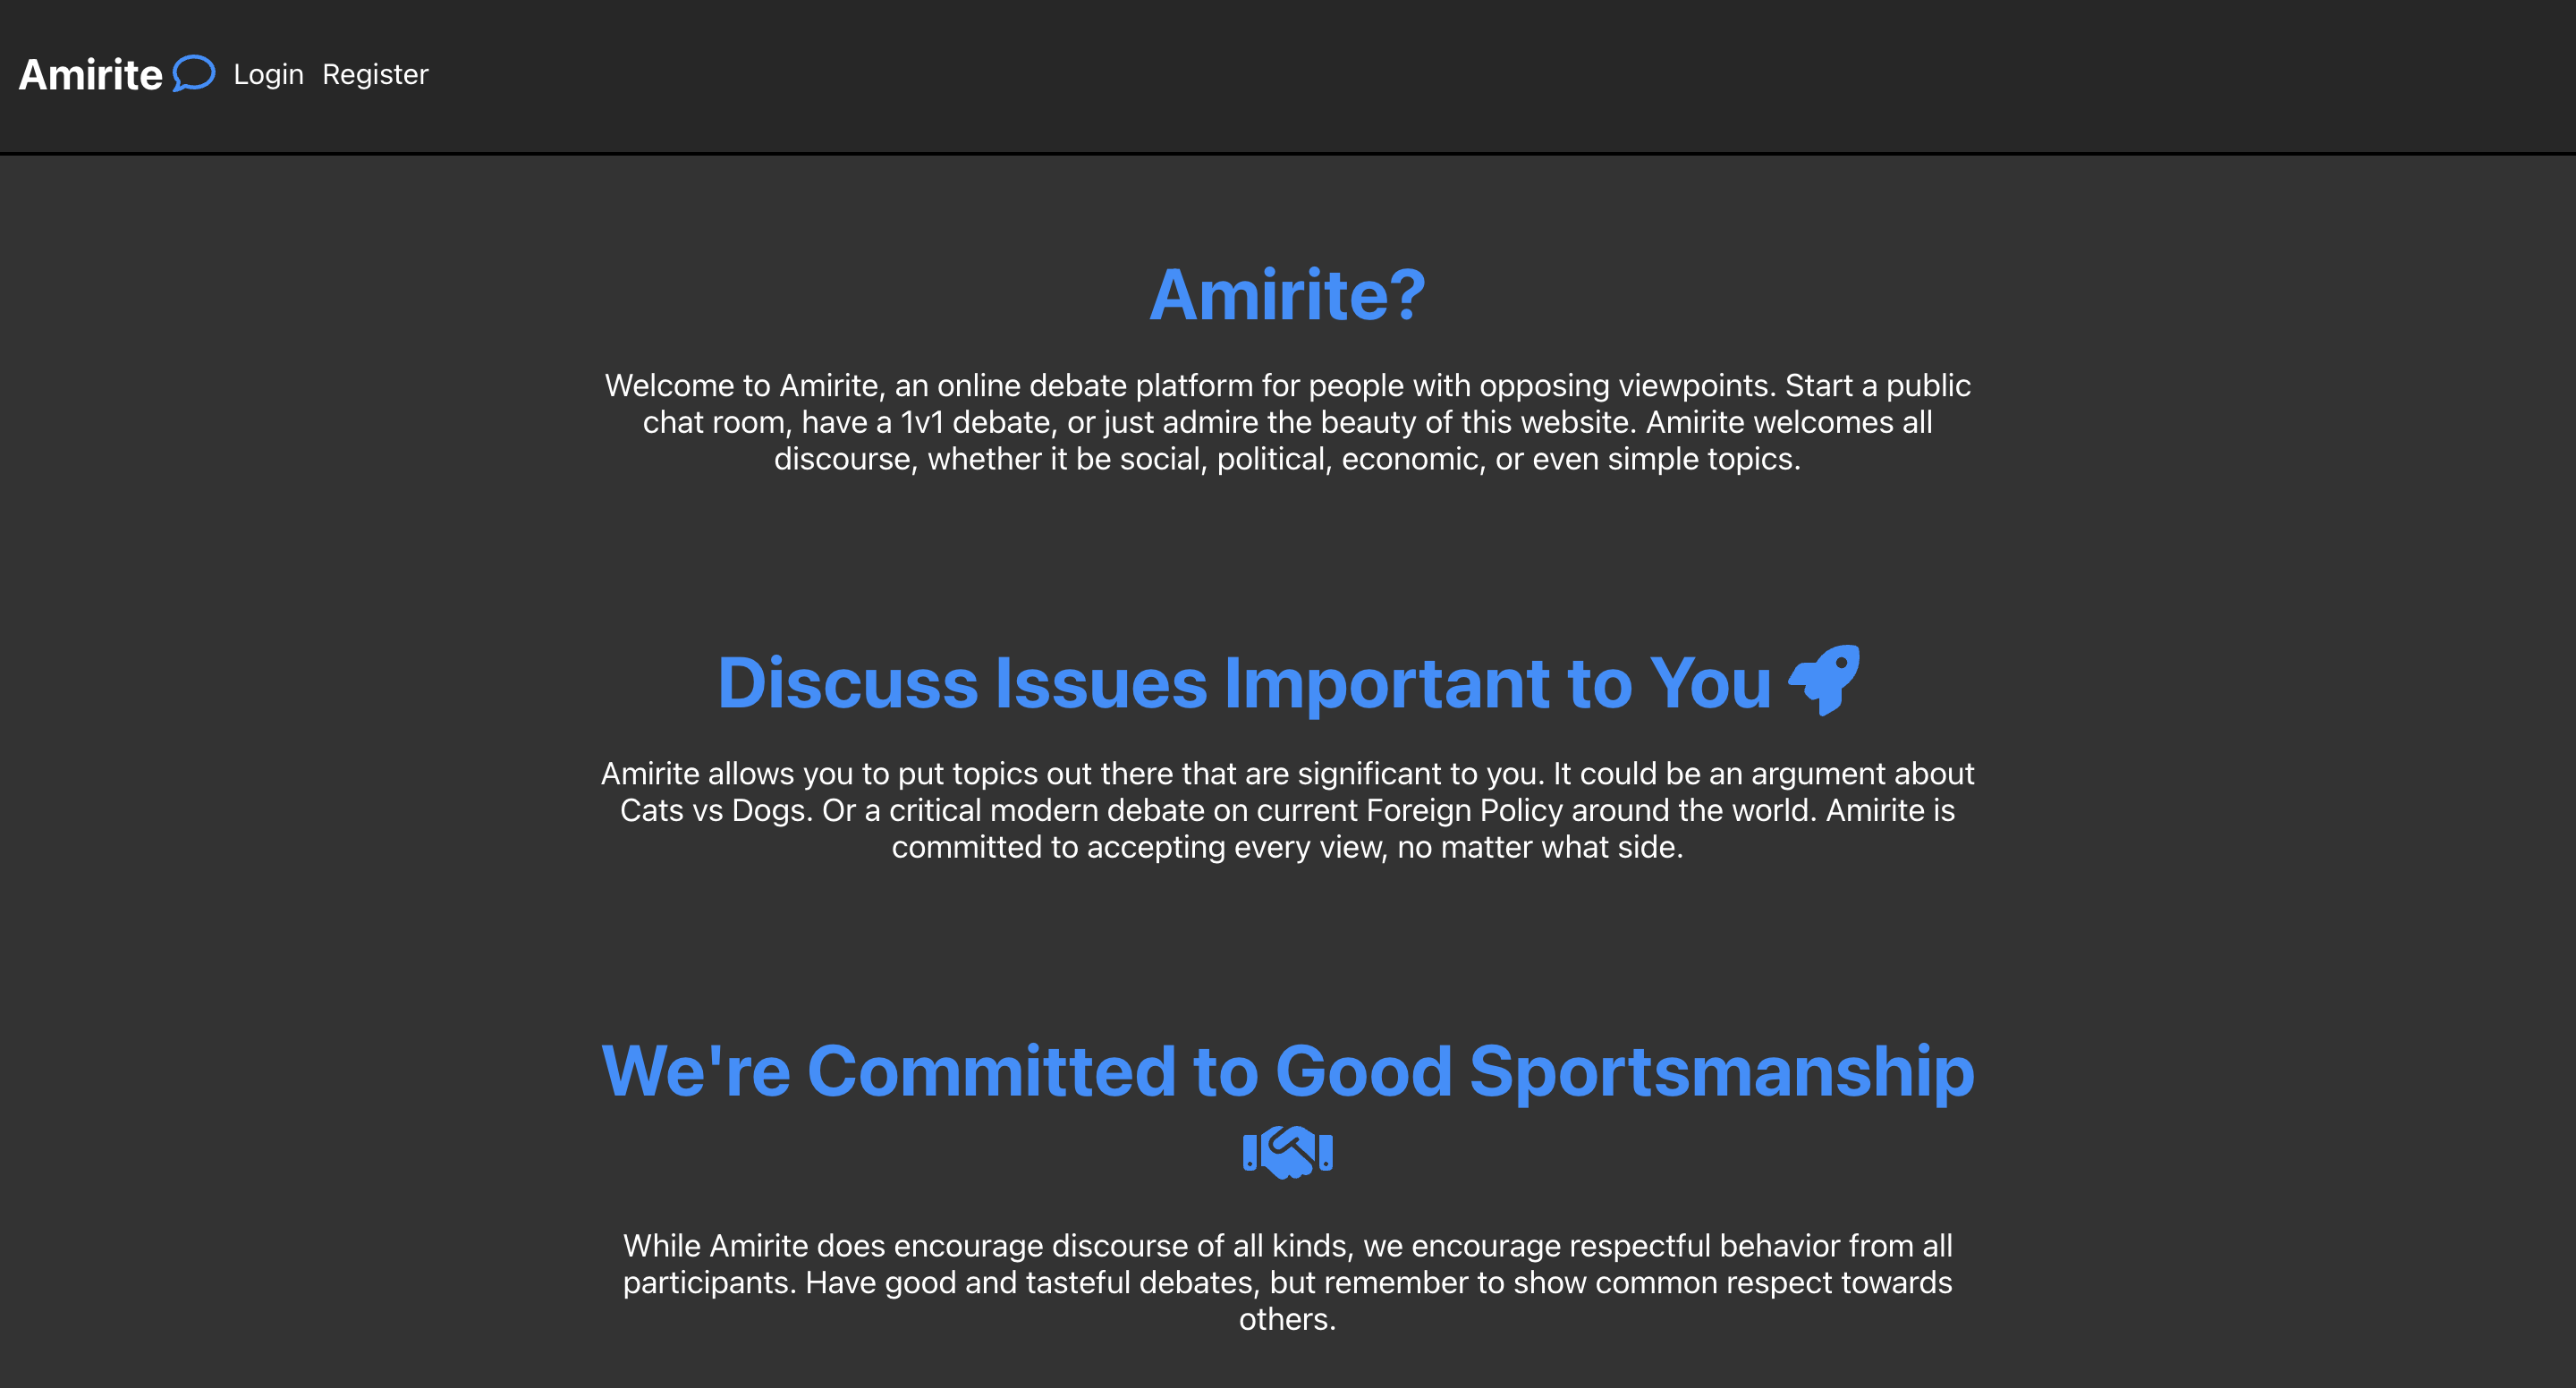 Amirite Login Register
Amirite?
Welcome to Amirite, an online debate platform for people with opposing viewpoints. Start a public
chat room, have a 1v1 debate, or just admire the beauty of this website. Amirite welcomes all
discourse, whether it be social, political, economic, or even simple topics.
Discuss Issues Important to You
Amirite allows you to put topics out there that are significant to you. It could be an argument about
Cats vs Dogs. Or a critical modern debate on current Foreign Policy around the world. Amirite is
committed to accepting every view, no matter what side.
We're Committed to Good Sportsmanship
While Amirite does encourage discourse of all kinds, we encourage respectful behavior from all
participants. Have good and tasteful debates, but remember to show common respect towards
others.